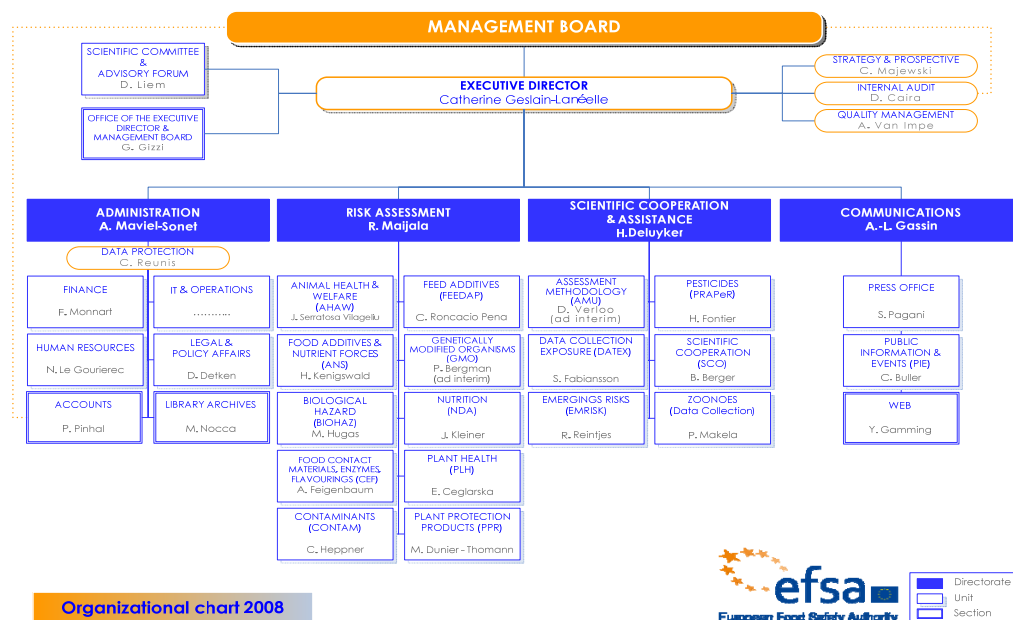 MANAGEMENT BOARD
SCIENTIFIC COMMITTEE
&
ADVISORY FORUM
D. Liem
EXECUTIVE DIRECTOR
Catherine Geslain-Lanéelle
STRATEGY & PROSPECTIVE
C. Majewski
INTERNAL AUDIT
D. Caira
QUALITY MANAGEMENT
A. Van Impe
OFFICE OF THE EXECUTIVE
DIRECTOR &
MANAGEMENT BOARD
G. Gizzi
ADMINISTRATION
A. Maviel-Sonet
DATA PROTECTION
C. Reunis
FINANCE
F. Monnart
IT & OPERATIONS
...........
HUMAN RESOURCES
N. Le Gourierec
LEGAL &
POLICY AFFAIRS
D. Detken
ACCOUNTS
P. Pinhal
LIBRARY ARCHIVES
M. Nocca
RISK ASSESSMENT
R. Maijala
ANIMAL HEALTH &
WELFARE
(AHAW)
J. Serratosa Vilageliu
FEED ADDITIVES
(FEEDAP)
C. Roncacio Pena
FOOD ADDITIVES &
NUTRIENT FORCES
(ANS)
H. Kenigswald
GENETICALLY
MODIFIED ORGANISMS
(GMO)
P. Bergman
(ad interim)
BIOLOGICAL
HAZARD
(BIOHAZ)
M. Hugas
NUTRITION
(NDA)
J. Kleiner
FOOD CONTACT
MATERIALS, ENZYMES,
FLAVOURINGS (CEF)
A. Feigenbaum
PLANT HEALTH
(PLH)
E. Ceglarska
CONTAMINANTS
(CONTAM)
C. Heppner
PLANT PROTECTION
PRODUCTS (PPR)
M. Dunier - Thomann
SCIENTIFIC COOPERATION
& ASSISTANCE
H.Deluyker
ASSESSMENT
METHODOLOGY
(AMU)
D. Verloo
(ad interim)
PESTICIDES
(PRAPeR)
H. Fontier
DATA COLLECTION
EXPOSURE (DATEX)
S. Fabiansson
SCIENTIFIC
COOPERATION
(SCO)
B. Berger
EMERGINGS RISKS
(EMRISK)
R. Reintjes
ZOONOES
(Data Collection)
P. Makela
COMMUNICATIONS
A.-L. Gassin
PRESS OFFICE
S. Pagani
PUBLIC
INFORMATION &
EVENTS (PIE)
C. Buller
WEB
Y. Gamming
Organizational chart 2008
efsa
European Food Safety Authority
Directorate
Unit
Section